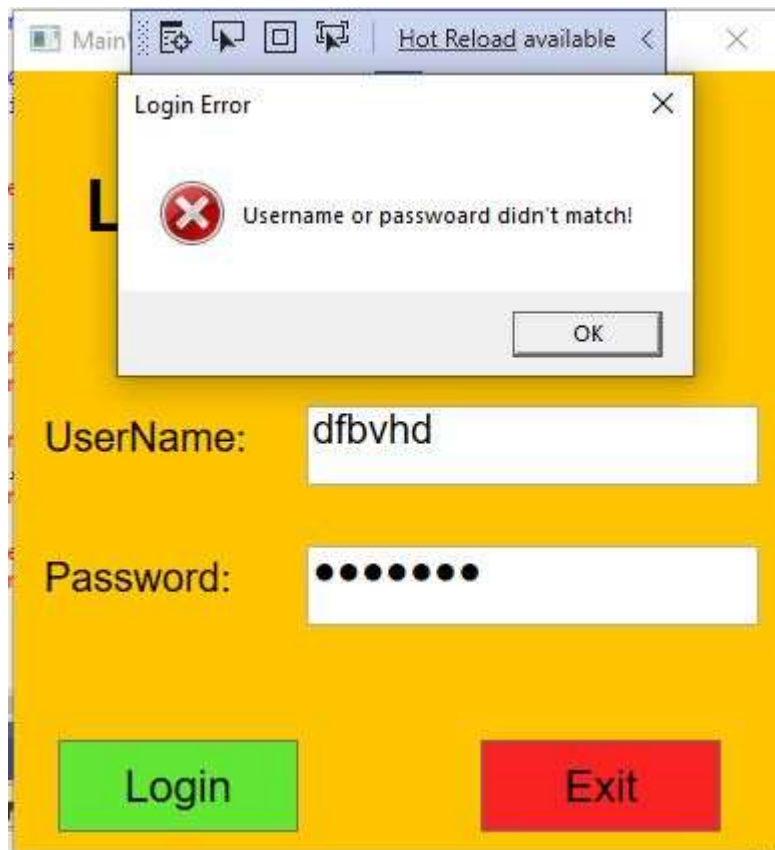 Main
Hot Reload available
Login Error
Username or passwoard didn't match!
OK
L
UserName:
dfbvhd
Password:
Login
Exit